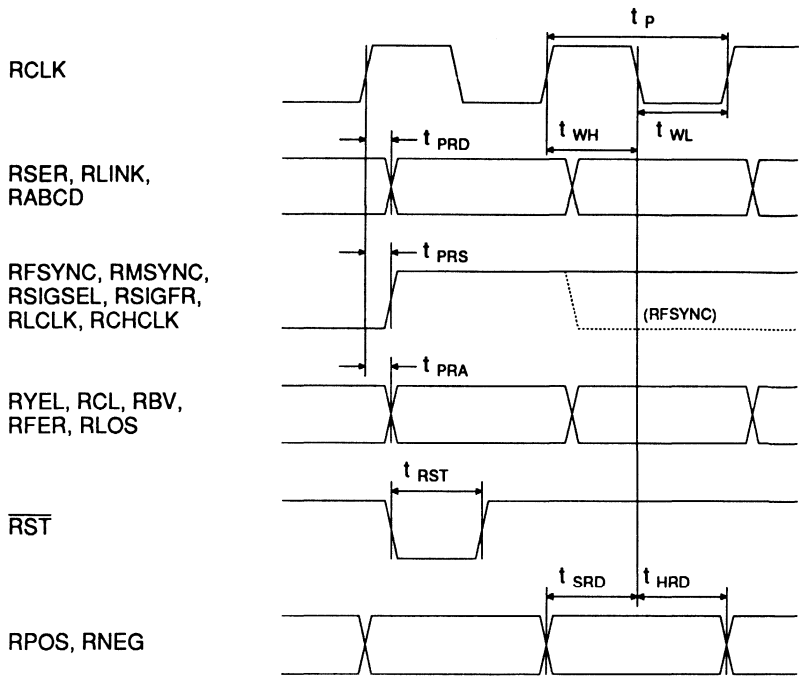 t P
RCLK
t WH
t WL
t PRD
RSER, RLINK,
RABCD
t PRS
RFSYNC, RMSYNC,
RSIGSEL, RSIGFR,
RLCLK, RCHCLK
(RFSYNC)
t PRA
RYEL, RCL, RBV,
RFER, RLOS
t RST
RST
t SRD
t HRD
RPOS, RNEG